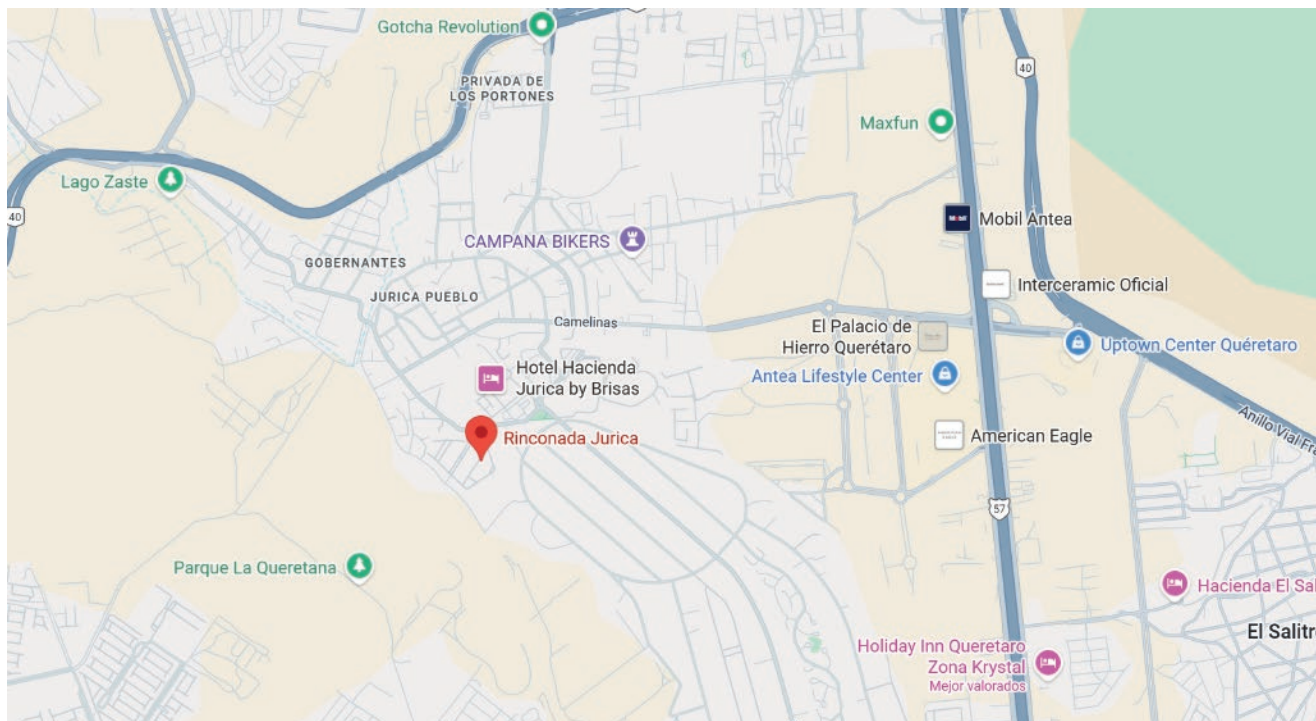 Gotcha Revolution
PRIVADA DE
LOS PORTONES
40
Maxfun
Lago Zaste
40
Mobil Antea
CAMPANA BIKERS
GOBERNANTES
JURICA PUEBLO
Interceramic Oficial
Camelinas
El Palacio de
Hierro Querétaro
Uptown Center Quéretaro
Hotel Hacienda
Jurica by Brisas
Antea Lifestyle Center
Anillo Vial Fra
Rinconada Jurica
American Eagle
57
Parque La Queretana
Hacienda El Sal
El Salitr
Holiday Inn Queretaro
Zona Krystal
Mejor valorados